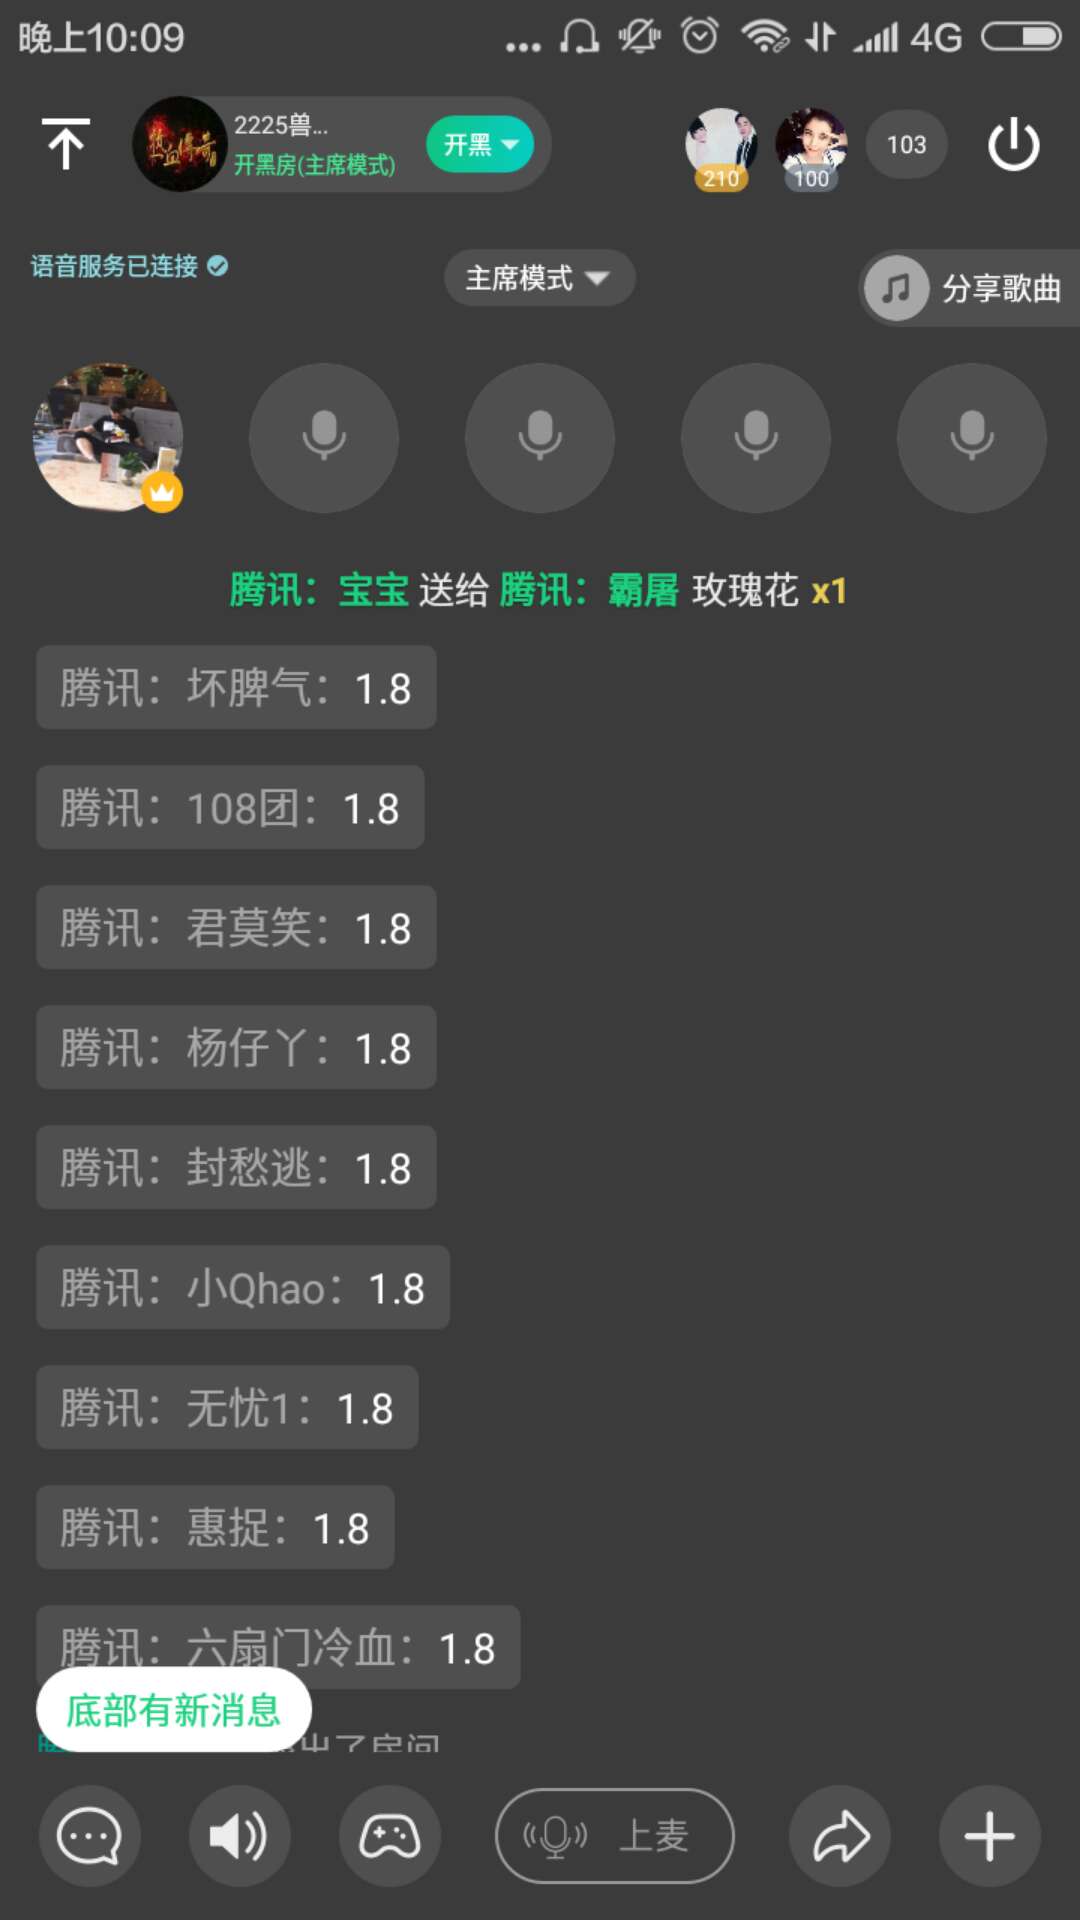 晚上10:09
4G
2225兽...
开黑房(主席模式)
开黑
210
100
103
语音服务已连接
主席模式
分享歌曲
腾讯：宝宝 送给 腾讯：霸屠 玫瑰花 x1
腾讯：坏脾气：1.8
腾讯：108团：1.8
腾讯：君莫笑：1.8
腾讯：杨仔丫：1.8
腾讯：封愁逃：1.8
腾讯：小Qhao：1.8
腾讯：无忧1：1.8
腾讯：惠捉：1.8
腾讯：六扇门冷血：1.8
底部有新消息
出了房间
上麦